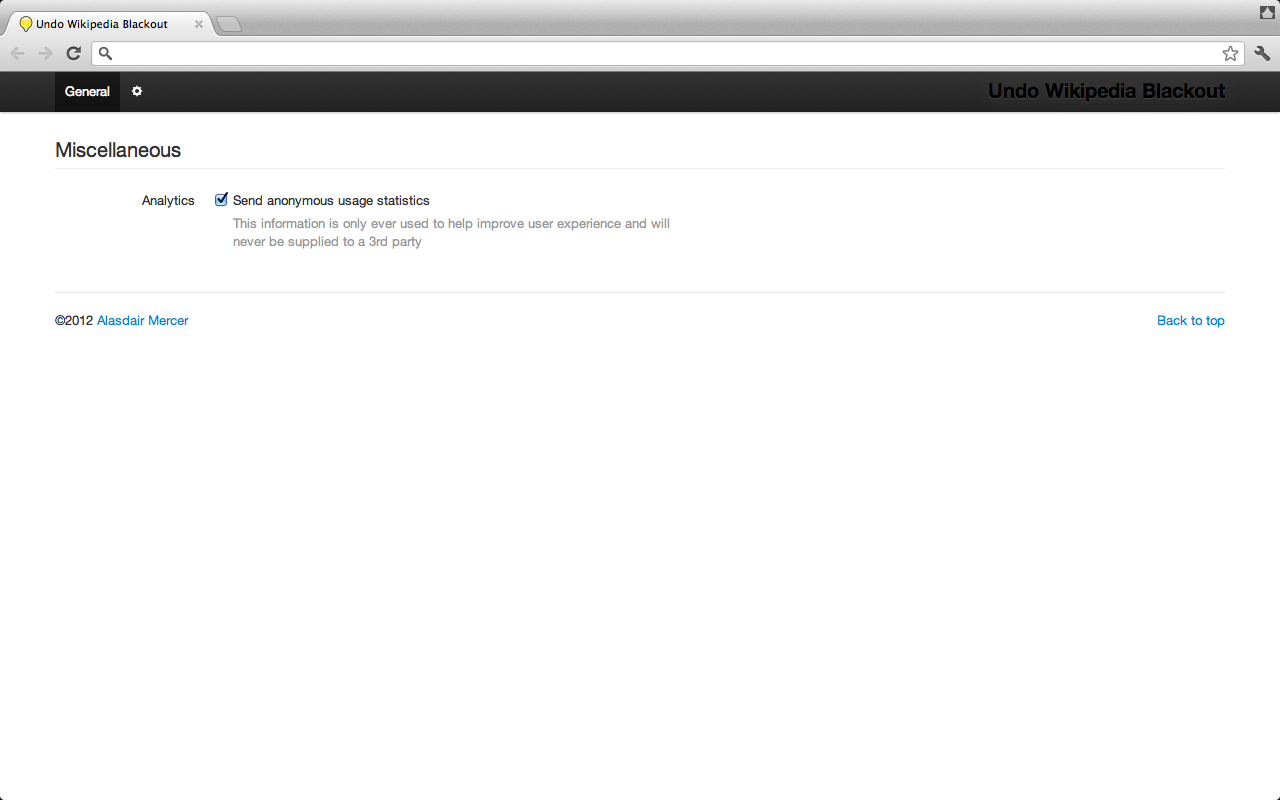 Undo Wikipedia Blackout
General
Undo Wikipedia Blackout
Miscellaneous
Analytics
Send anonymous usage statistics
This information is only ever used to help improve user experience and will
never be supplied to a 3rd party
©2012 Alasdair Mercer
Back to top